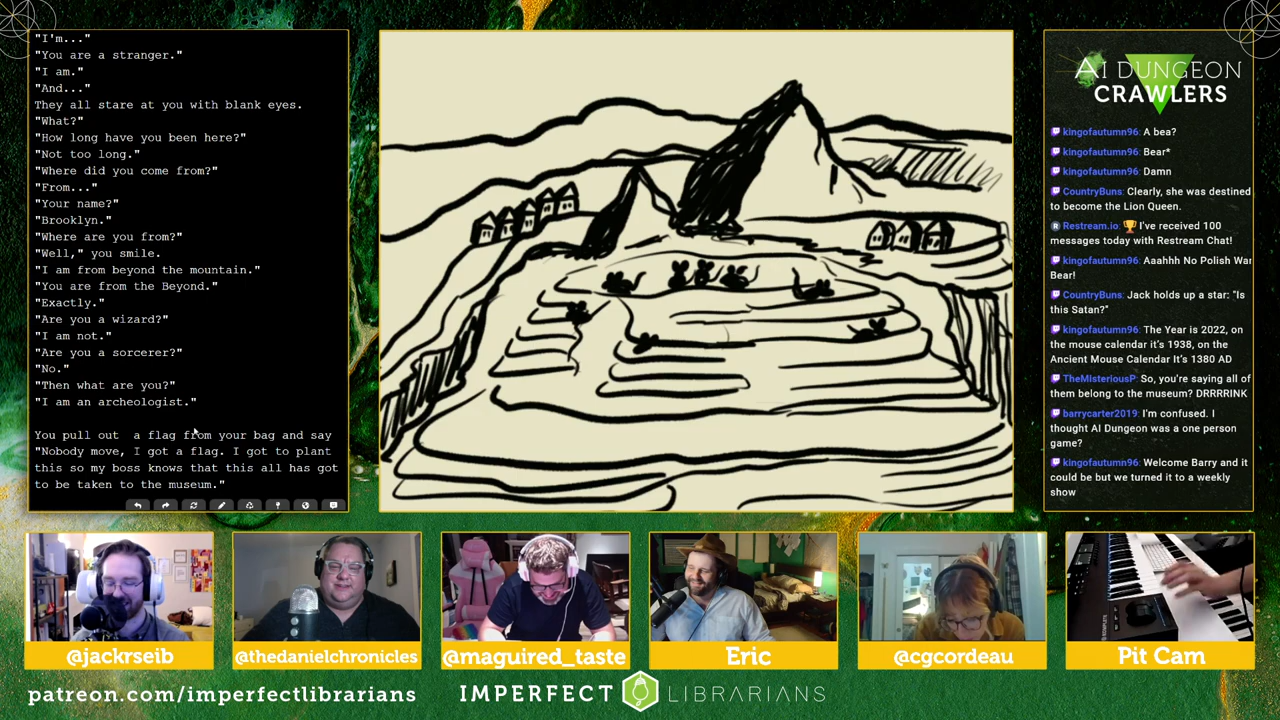 "I'm..."
"You are a stranger."
"I am."
"And..."
They all stare at you with blank eyes.
"What?"
"How long have you been here?"
"Not too long."
"Where did you come from?"
"From..."
"Your name?"
"Brooklyn."
"Where are you from?"
"Well," you smile.
"I am from beyond the mountain."
"You are from the Beyond."
"Exactly."
"Are you a wizard?"
"I am not."
"Are you a sorcerer?"
"No."
"Then what are you?"
"I am an archeologist."
You pull out  a flag from your bag and say
"Nobody move, I got a flag. I got to plant
this so my boss knows that this all has got
to be taken to the museum."
AI DUNGEON
CRAWLERS
kingofautumn96: A bea?
kingofautumn96: Bear*
kingofautumn96: Damn
CountryBuns: Clearly, she was destined
to become the Lion Queen.
Restream.io: 🏆 I've received 100
messages today with Restream Chat!
kingofautumn96: Aaahhh No Polish War
Bear!
CountryBuns: Jack holds up a star: "Is
this Satan?"
kingofautumn96: The Year is 2022, on
the mouse calendar it's 1938, on
the Ancient Mouse Calendar It's 1380 AD
TheMisteriousP: So, you're saying all of
them belong to the museum? DRRRRINK
barrycarter2019: I'm confused. I
thought AI Dungeon was a one person
game?
kingofautumn96: Welcome Barry and it
could be but we turned it to a weekly
show
@jackrseib
@thedanielchronicles
@maguired_taste
Eric
@cgcordeau
Pit Cam
patreon.com/imperfectlibrarians
IMPERFECT LIBRARIANS